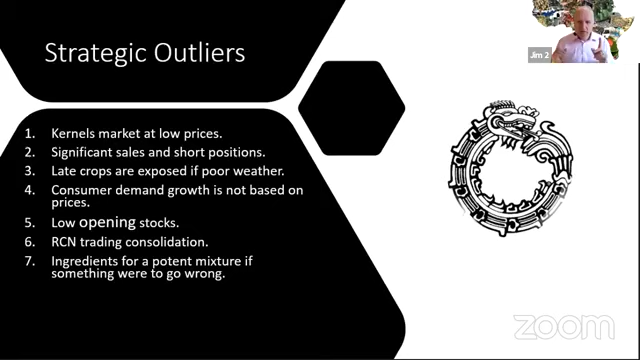 Strategic Outliers
Jim 2
1. Kernels market at low prices.
2. Significant sales and short positions.
3. Late crops are exposed if poor weather.
4. Consumer demand growth is not based on
prices.
5. Low opening stocks.
6. RCN trading consolidation.
7. Ingredients for a potent mixture if
something were to go wrong.
zoom